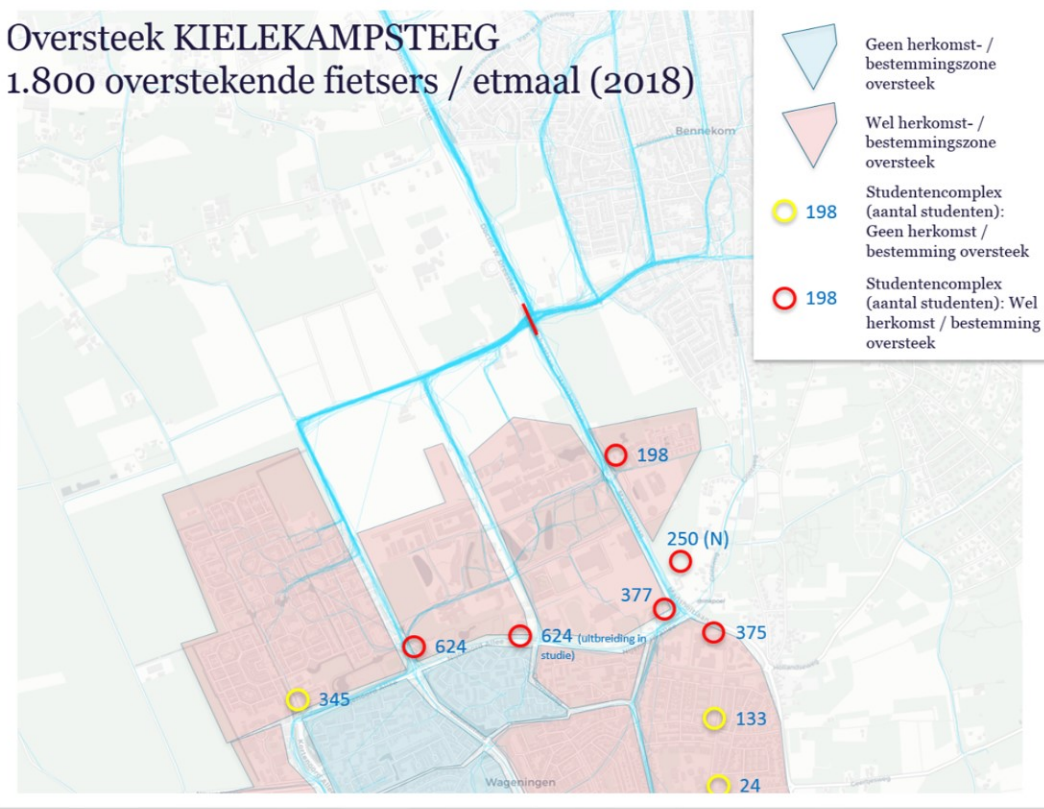 Oversteek KIELEKAMPSTEEG
1.800 overstekende fietsers / etmaal (2018)
Geen herkomst- /
bestemmingszone
oversteek
Wel herkomst- /
bestemmingszone
oversteek
198
Studentencomplex
(aantal studenten):
Geen herkomst /
bestemming oversteek
198
Studentencomplex
(aantal studenten): Wel
herkomst / bestemming
oversteek
Bennekom
198
250 (N)
377
375
624 (uitbreiding in
studie)
624
345
133
24
Wageningen